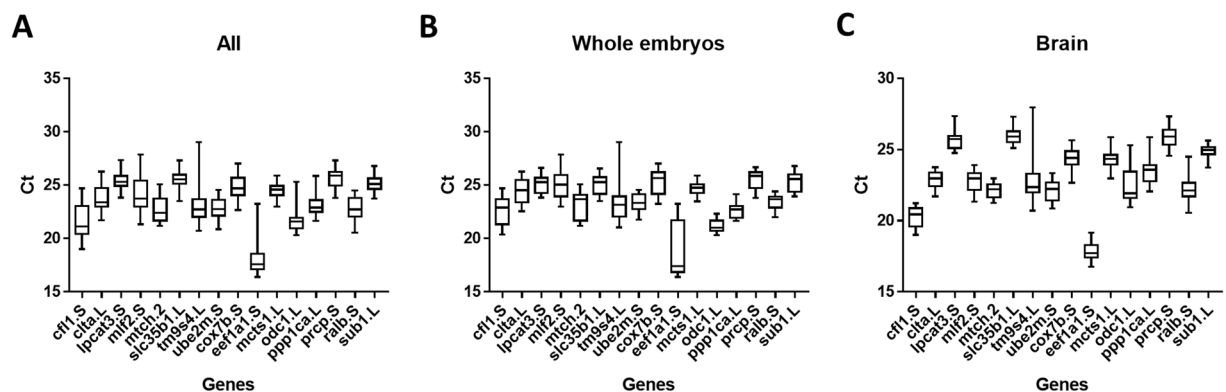 A
All
Ct
35
30
25
20
15
cfl1.S
clta.L
lpcat3.S
mlf2.S
mtch.2
slc35b1.L
tm9s4.L
ube2m.S
cox7b.S
eef1a1.S
mcts1.L
odc1.L
ppp1ca.L
prcp.S
ralb.S
sub1.L
Genes
B
Whole embryos
Ct
35
30
25
20
15
cfl1.S
clta.L
lpcat3.S
mlf2.S
mtch.2
slc35b1.L
tm9s4.L
ube2m.S
cox7b.S
eef1a1.S
mcts1.L
odc1.L
ppp1ca.L
prcp.S
ralb.S
sub1.L
Genes
C
Brain
Ct
30
25
20
15
cfl1.S
clta.L
lpcat3.S
mlf2.S
mtch.2
slc35b1.L
tm9s4.L
ube2m.S
cox7b.S
eef1a1.S
mcts1.L
odc1.L
ppp1ca.L
prcp.S
ralb.S
sub1.L
Genes